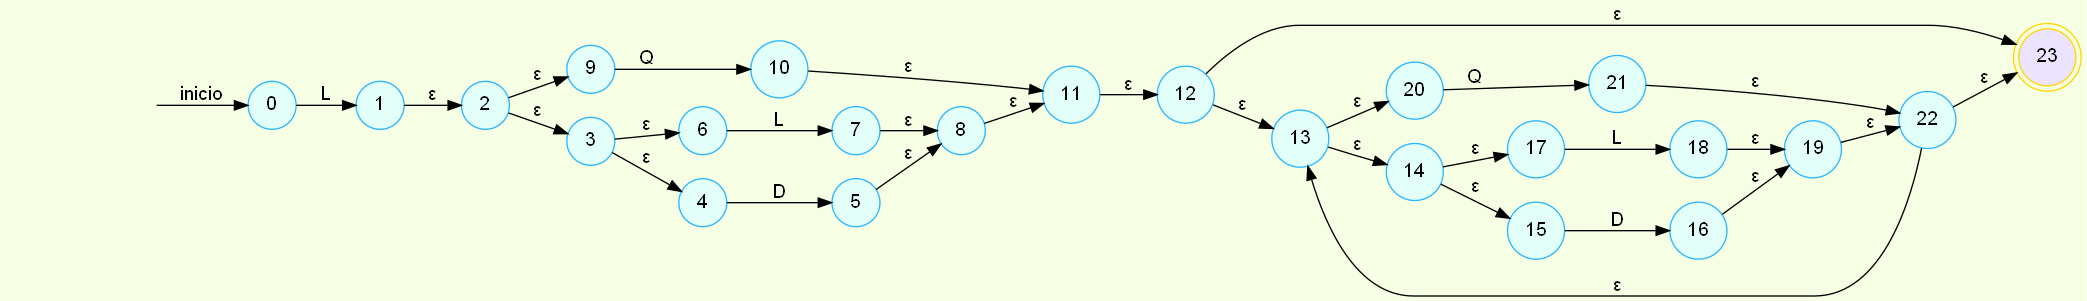 ε
23
9 Q 10 ε ε
ε 20 Q 21 ε
inicio 0 L 1 ε 2 ε 11 ε 12 ε ε 22
ε 6 L 7 ε 8 ε 13 ε 17 L 18 ε 19 ε
3 ε 14 ε
ε 4 D 5 ε 15 D 16 ε
ε